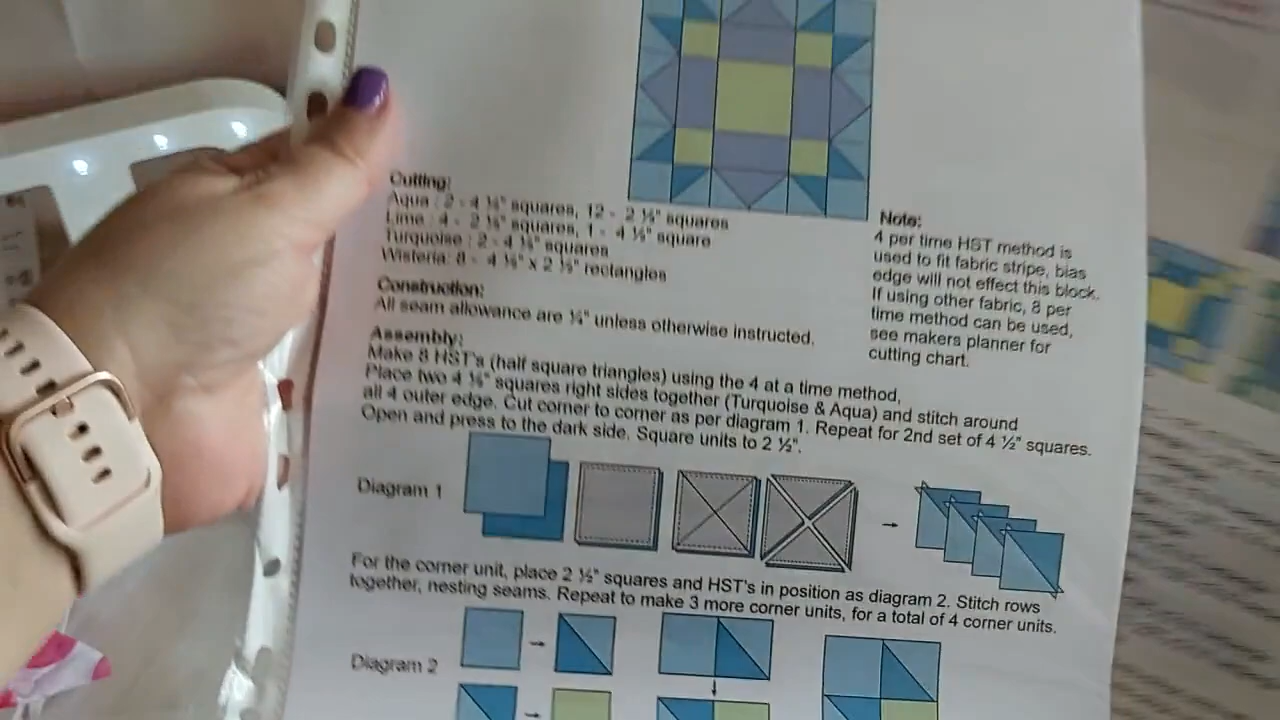 Cutting:
Aqua : 2 - 4 ½" squares, 12 - 2 ½" squares
Lime : 4 - 2 ½" squares, 1 - 4 ½" square
Turquoise : 2 - 4 ½" squares
Wisteria: 8 - 4 ½" x 2 ½" rectangles
Note:
4 per time HST method is
used to fit fabric stripe, bias
edge will not effect this block.
If using other fabric, 8 per
time method can be used,
see makers planner for
cutting chart.
Construction:
All seam allowance are ¼" unless otherwise instructed.
Assembly:
Make 8 HST's (half square triangles) using the 4 at a time method,
Place two 4 ½" squares right sides together (Turquoise & Aqua) and stitch around
all 4 outer edge. Cut corner to corner as per diagram 1. Repeat for 2nd set of 4 ½" squares.
Open and press to the dark side. Square units to 2 ½".
Diagram 1
For the corner unit, place 2 ½" squares and HST's in position as diagram 2. Stitch rows
together, nesting seams. Repeat to make 3 more corner units, for a total of 4 corner units.
Diagram 2